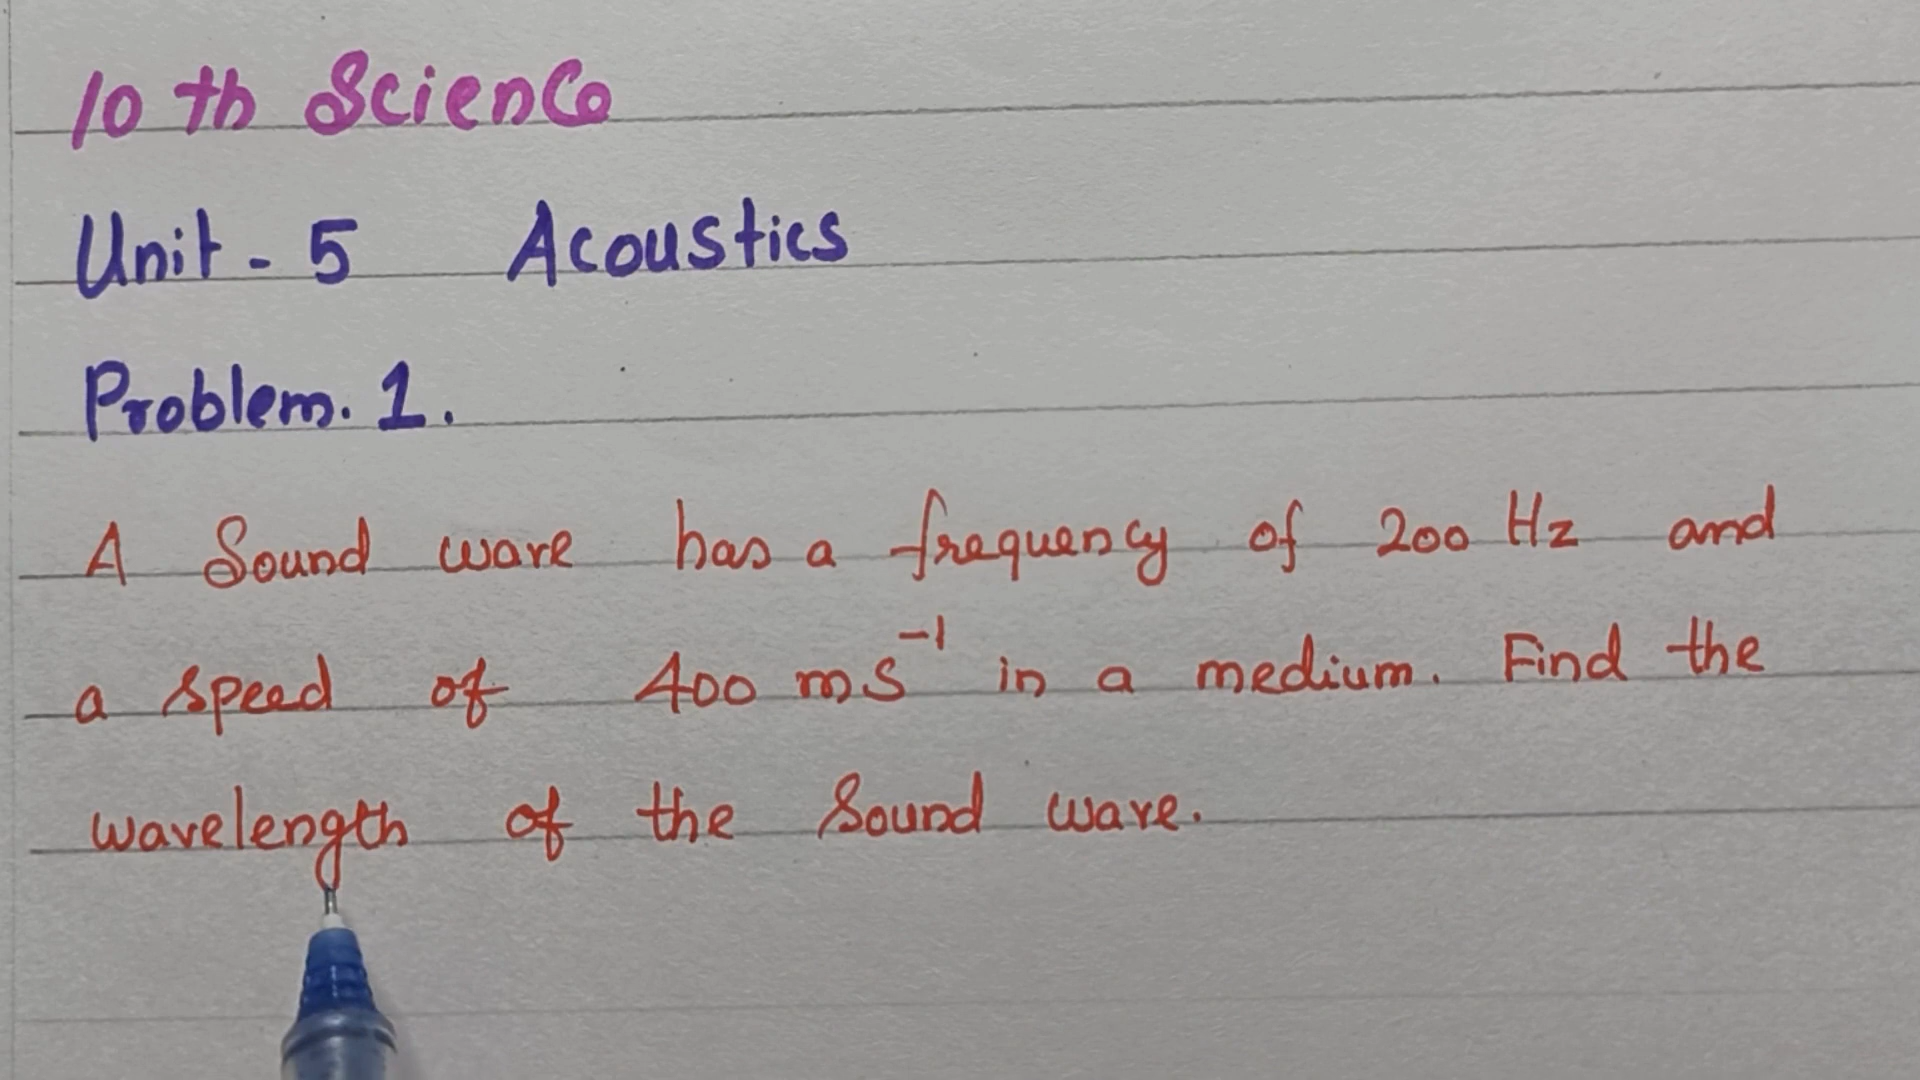 10 th Science
Unit - 5 Acoustics
Problem. 1.
A Sound wave has a frequency of 200 Hz and
a speed of 400 ms⁻¹ in a medium. Find the
wavelength of the Sound wave.